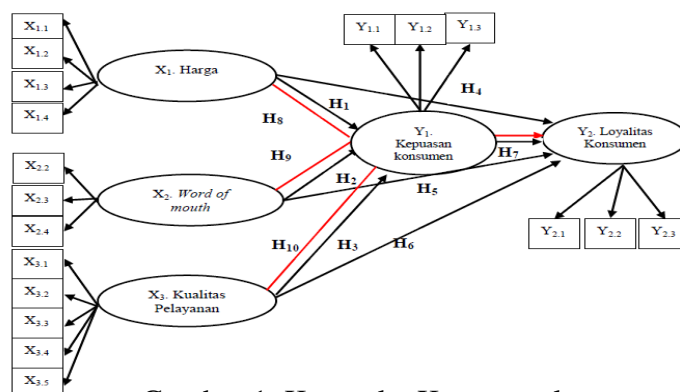 X1.1
X1.2
X1.3
X1.4
X1. Harga
Y1.1
Y1.2
Y1.3
H4
H1
H8
Y1.
Kepuasan
konsumen
Y2. Loyalitas
Konsumen
H7
H9
H2
H5
X2.2
X2.3
X2.4
X2. Word of
mouth
H10
H3
H6
Y2.1
Y2.2
Y2.3
X3.1
X3.2
X3.3
X3.4
X3.5
X3. Kualitas
Pelayanan